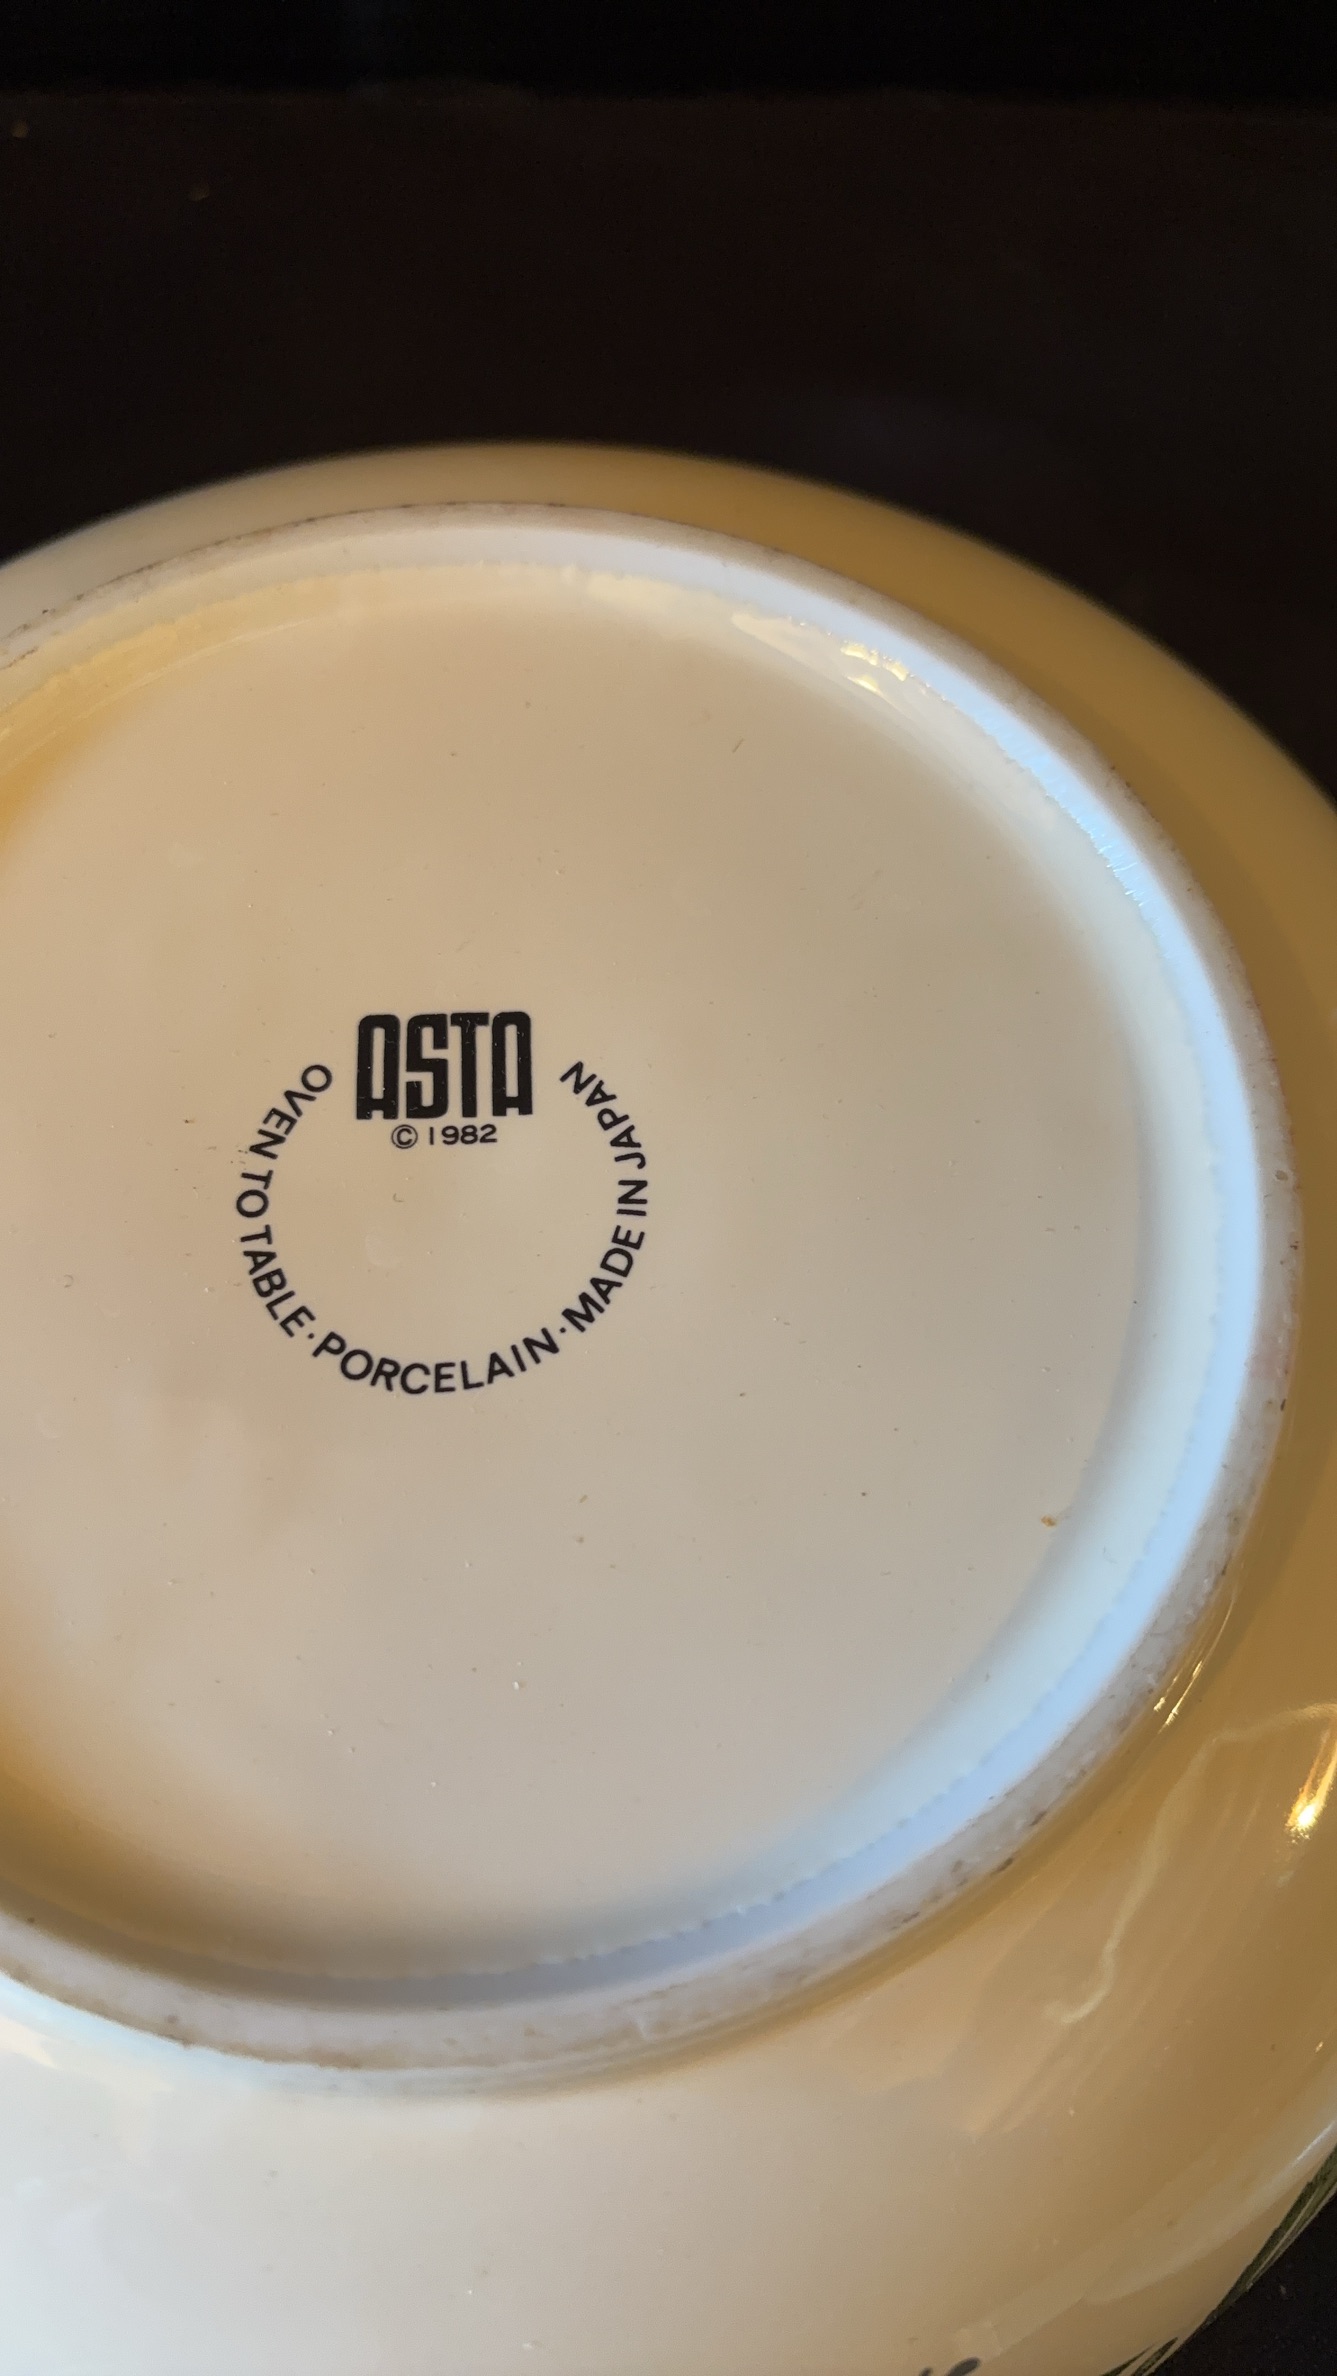 ASTA
© 1982
OVEN TO TABLE · PORCELAIN · MADE IN JAPAN